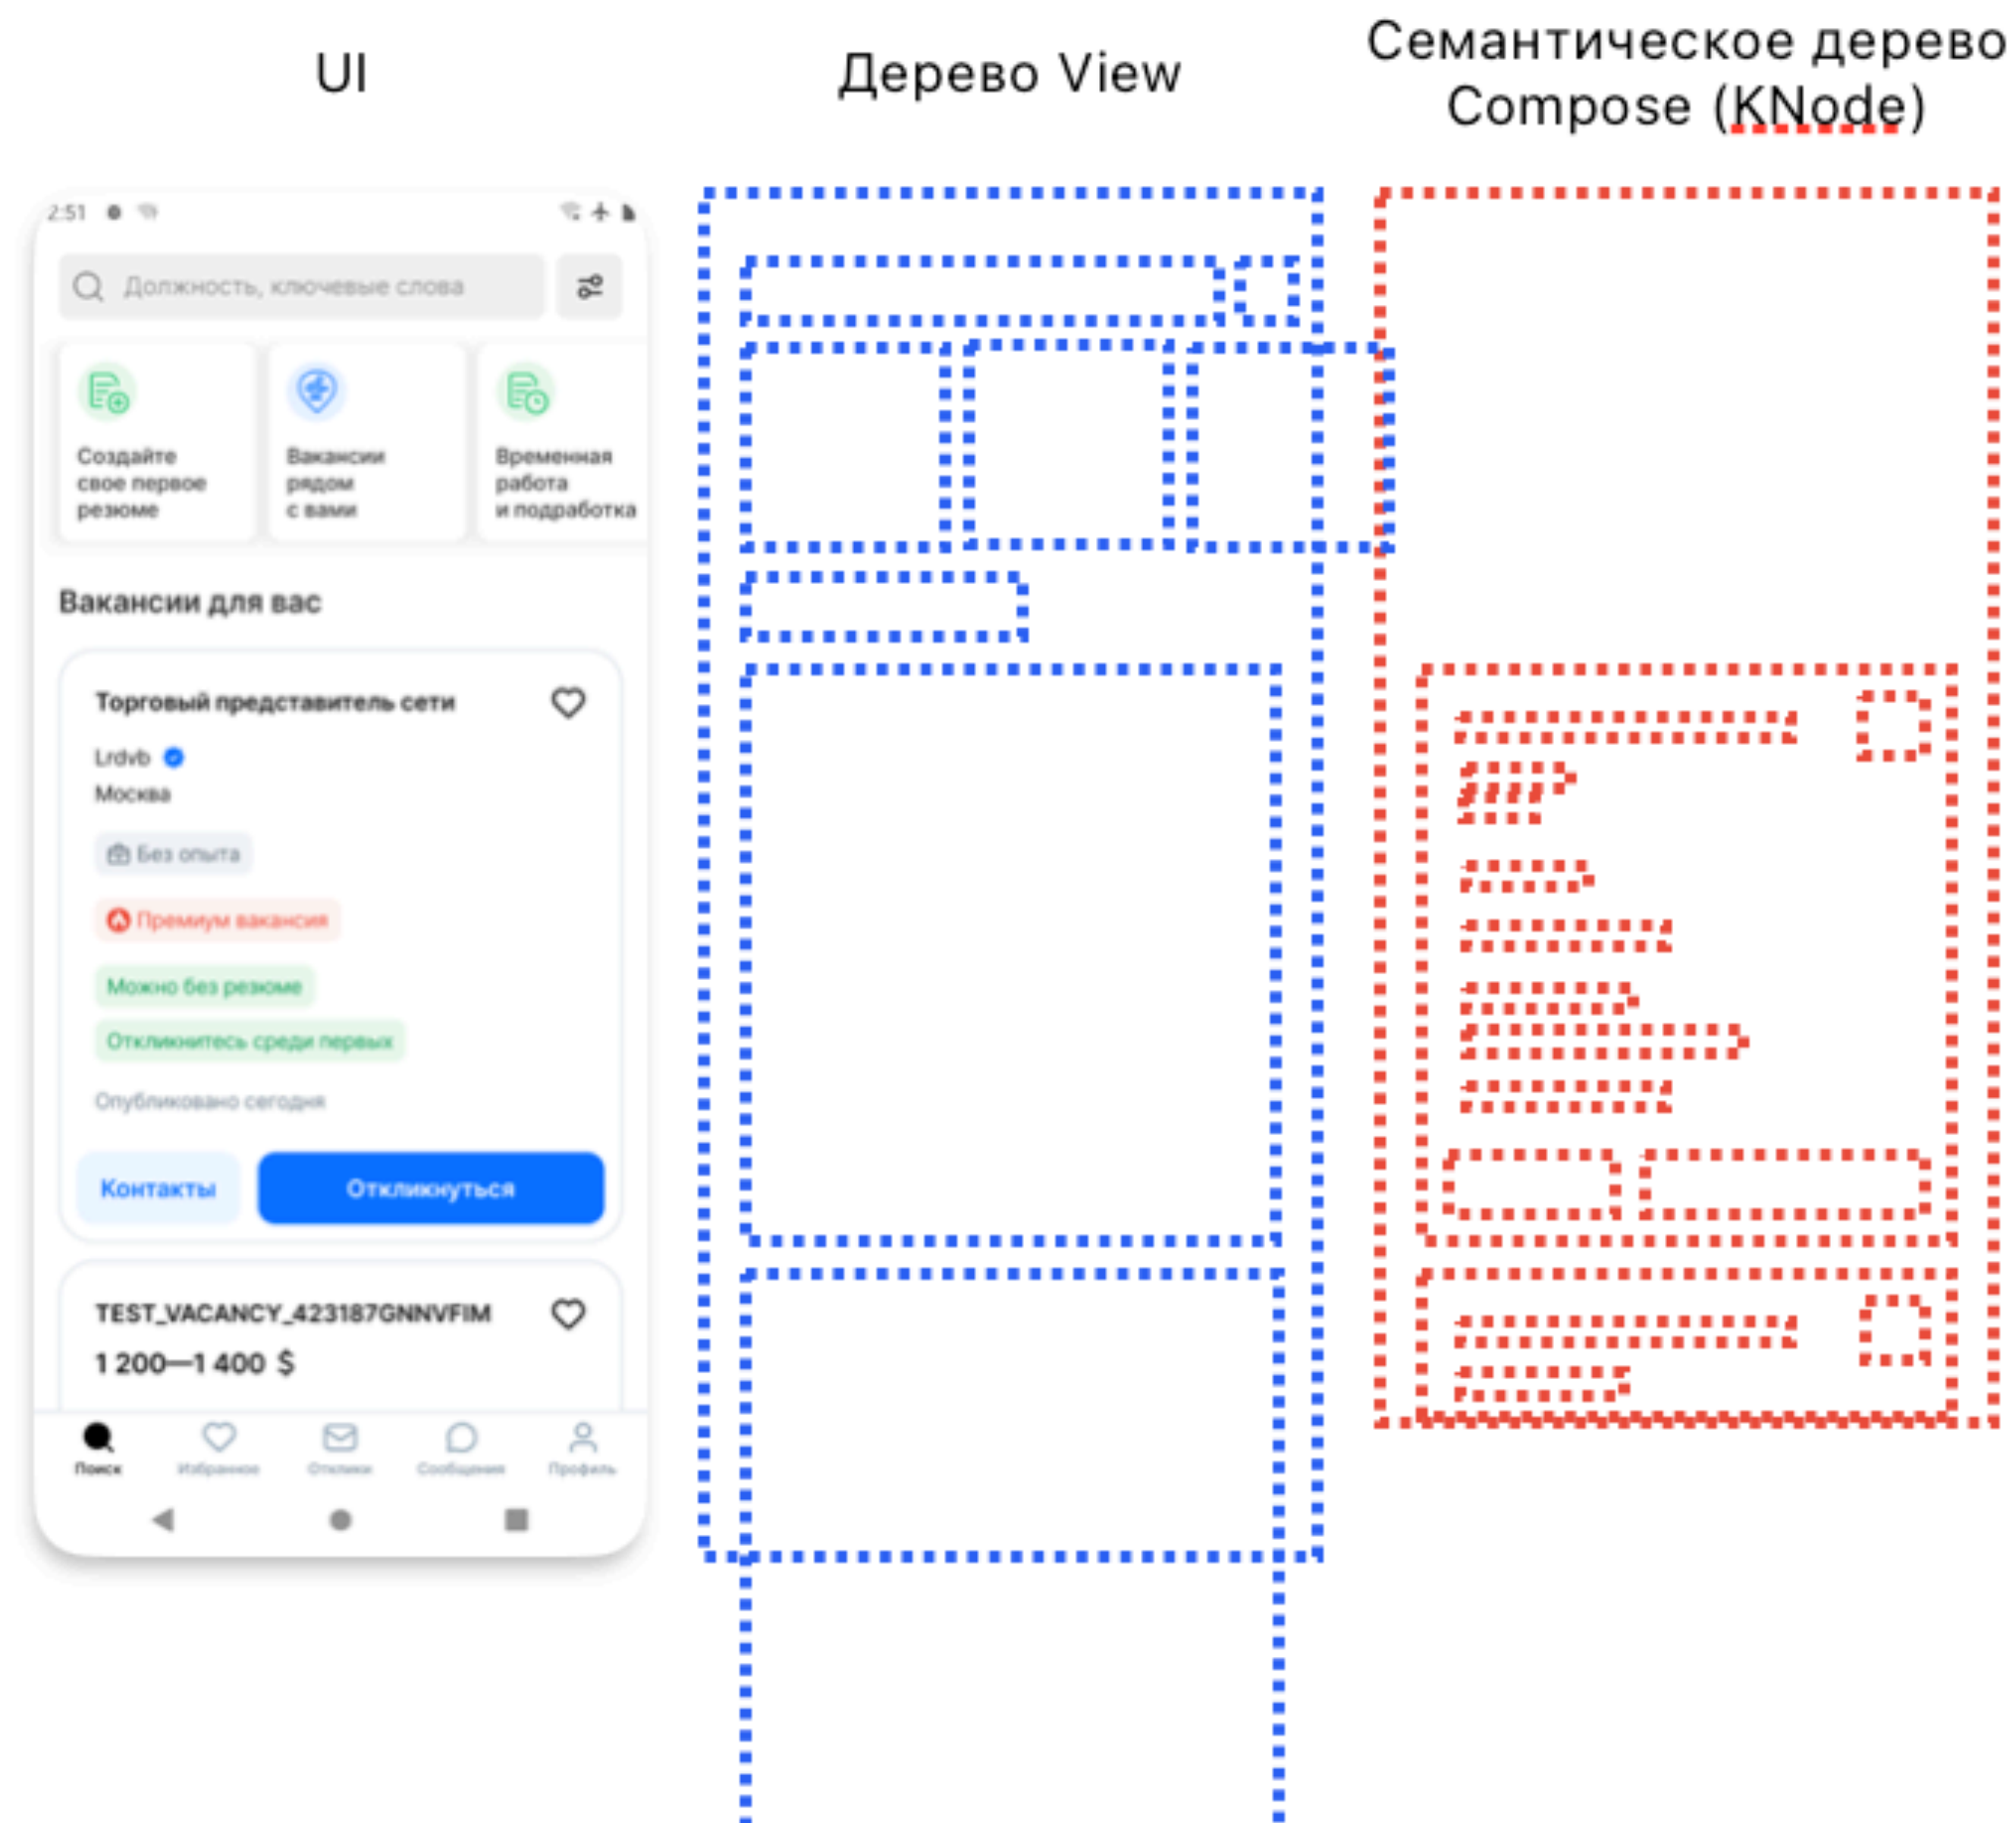 UI
Дерево View
Семантическое дерево
Compose (KNode)
2:51
Должность, ключевые слова
Создайте
свое первое
резюме
Вакансии
рядом
с вами
Временная
работа
и подработка
Вакансии для вас
Торговый представитель сети
Lrdvb
Москва
Без опыта
Премиум вакансия
Можно без резюме
Откликнитесь среди первых
Опубликовано сегодня
Контакты
Откликнуться
TEST_VACANCY_423187GNNVFIM
1 200—1 400 $
Поиск
Избранное
Отклики
Сообщения
Профиль